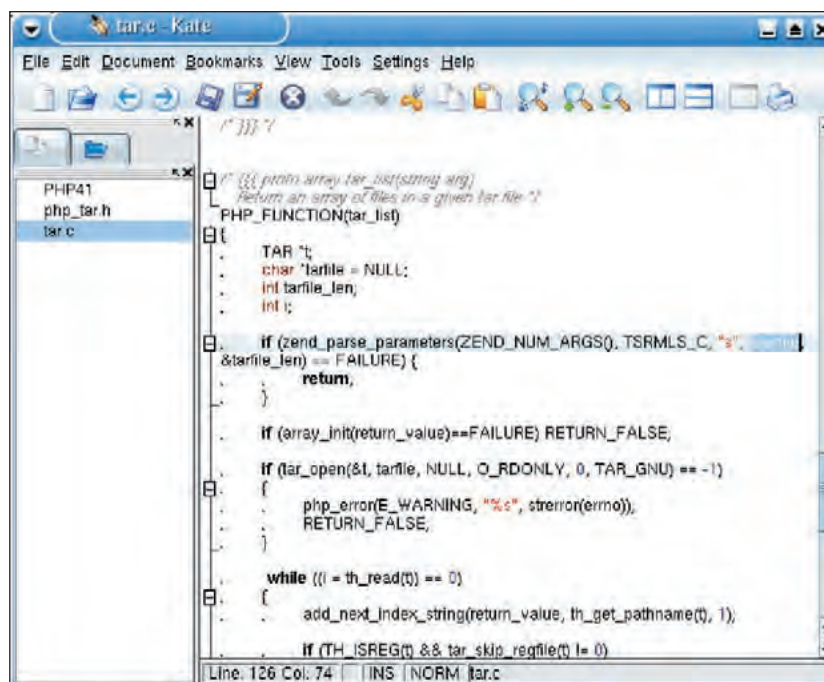 tar.c - Kate
File Edit Document Bookmarks View Tools Settings Help
/* }}} */
PHP41
php_tar.h
tar.c
/* {{{ proto array tar_list(string arg)
Return an array of files in a given tar file */
PHP_FUNCTION(tar_list)
{
TAR *t;
char *tarfile = NULL;
int tarfile_len;
int i;
if (zend_parse_parameters(ZEND_NUM_ARGS(), TSRMLS_C, "s",
&tarfile_len) == FAILURE) {
return;
}
if (array_init(return_value)==FAILURE) RETURN_FALSE;
if (tar_open(&t, tarfile, NULL, O_RDONLY, 0, TAR_GNU) == -1)
{
php_error(E_WARNING, "%s", strerror(errno));
RETURN_FALSE;
}
while ((i = th_read(t)) == 0)
{
add_next_index_string(return_value, th_get_pathname(t), 1);
if (TH_ISREG(t) && tar_skip_regfile(t) != 0)
Line: 126 Col: 74 INS NORM tar.c